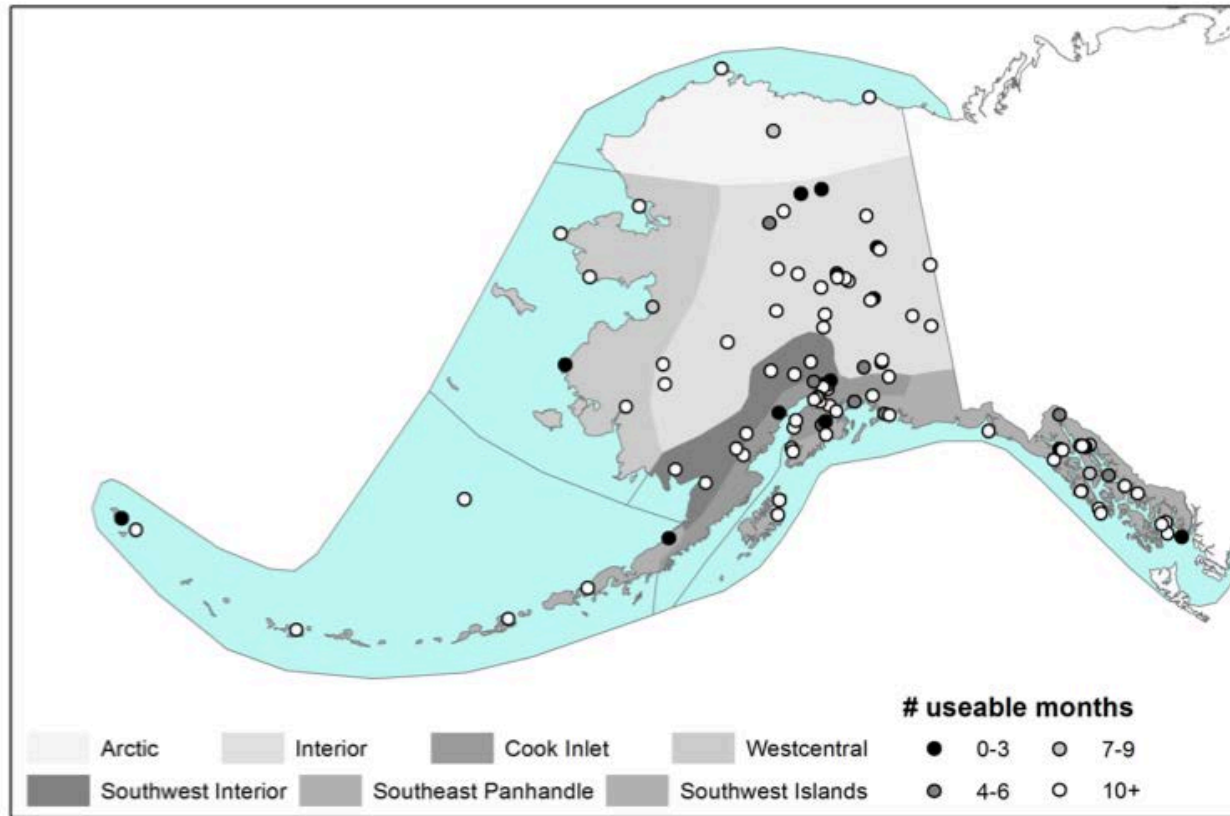 # useable months
Arctic Interior Cook Inlet Westcentral
Southwest Interior Southeast Panhandle Southwest Islands
0-3 7-9
4-6 10+